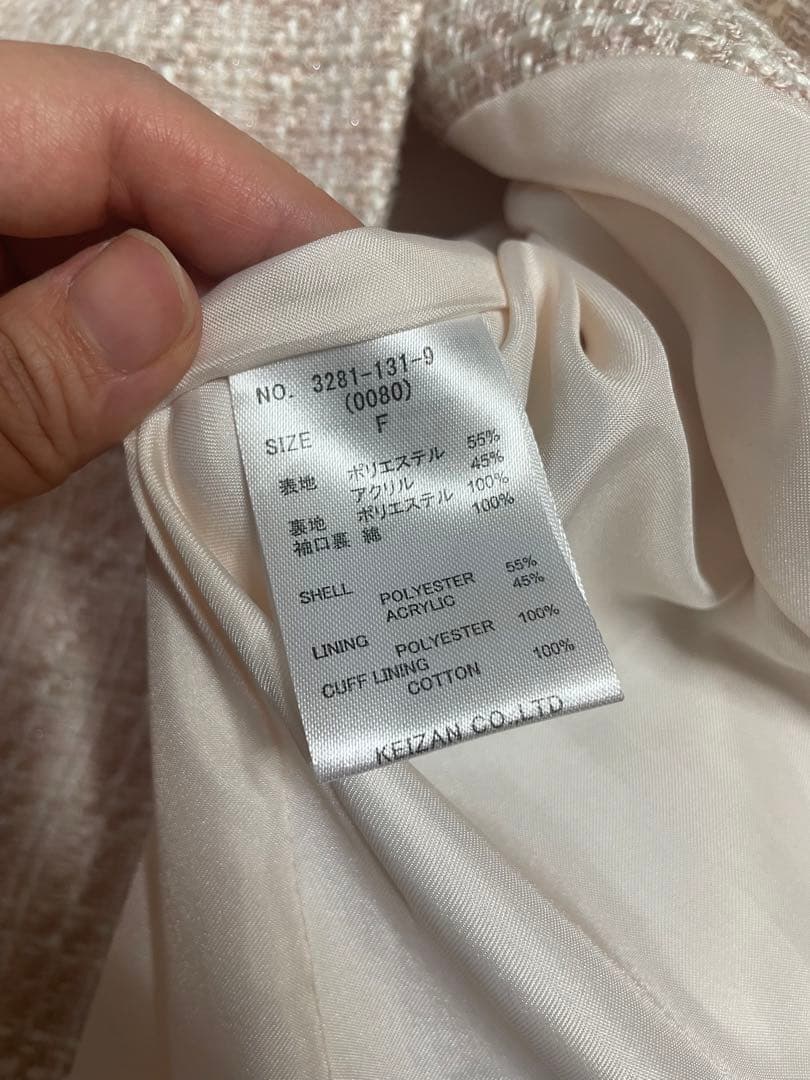 NO. 3281-131-9
(0080)
SIZE F
表地 ポリエステル 55%
アクリル 45%
裏地 ポリエステル 100%
袖口裏 綿 100%
SHELL POLYESTER 55%
ACRYLIC 45%
LINING POLYESTER 100%
CUFF LINING
COTTON 100%
KEIZAN CO.,LTD